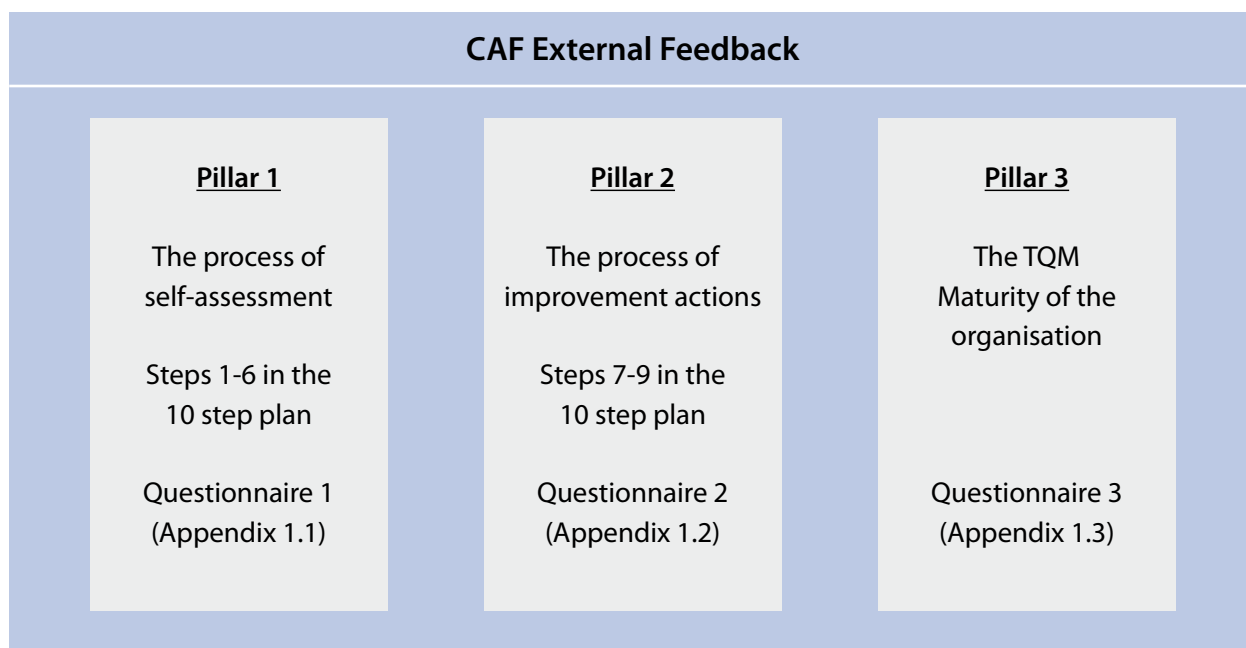 CAF External Feedback
Pillar 1
The process of
self-assessment
Steps 1-6 in the
10 step plan
Questionnaire 1
(Appendix 1.1)
Pillar 2
The process of
improvement actions
Steps 7-9 in the
10 step plan
Questionnaire 2
(Appendix 1.2)
Pillar 3
The TQM
Maturity of the
organisation
Questionnaire 3
(Appendix 1.3)